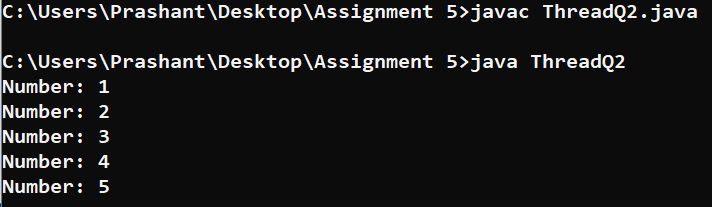 C:\Users\Prashant\Desktop\Assignment 5>javac ThreadQ2.java
C:\Users\Prashant\Desktop\Assignment 5>java ThreadQ2
Number: 1
Number: 2
Number: 3
Number: 4
Number: 5